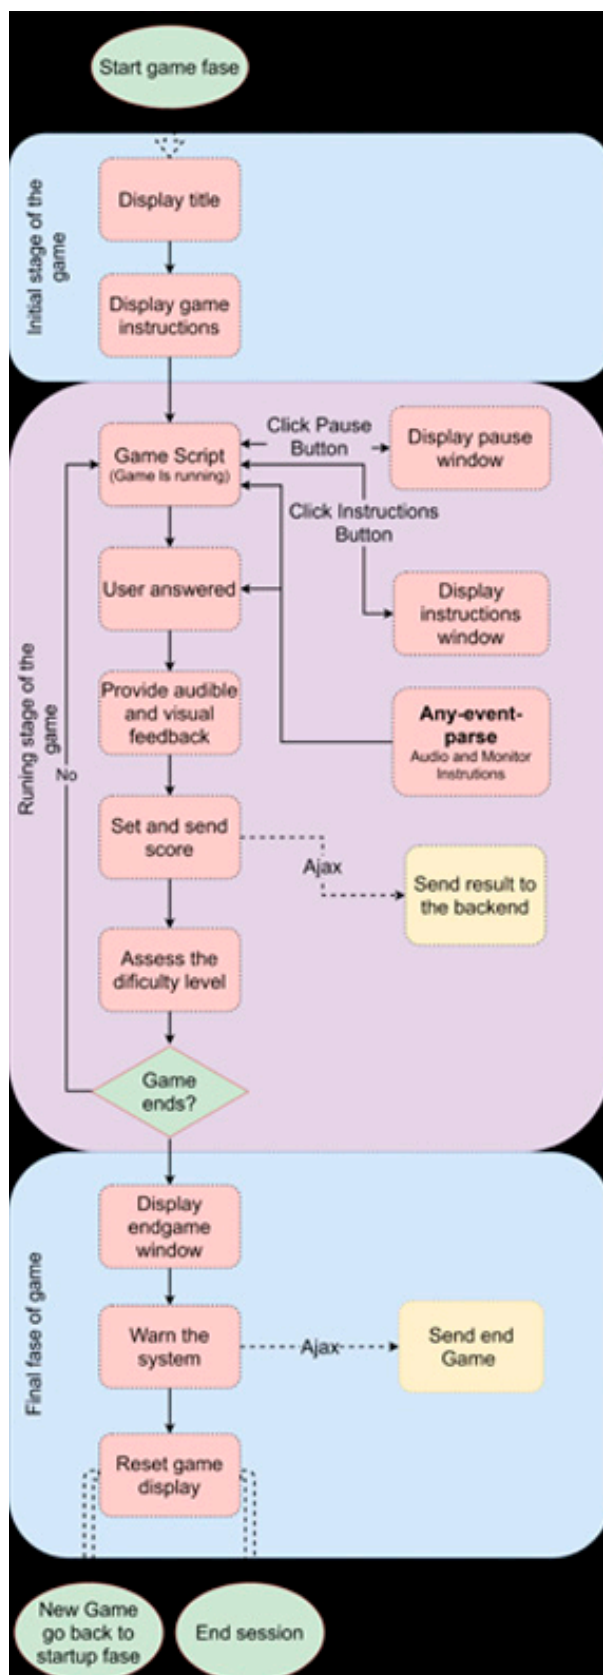 Start game fase
Initial stage of the
game
Display title
Display game
instructions
Runing stage of the
game
Game Script
(Game Is running)
Click Pause
Button
Display pause
window
Click Instructions
Button
User answered
Display
instructions
window
Provide audible
and visual
feedback
Any-event-
parse
Audio and Monitor
Instrutions
No
Set and send
score
Ajax
Send result to
the backend
Assess the
dificulty level
Game
ends?
Final fase of game
Display
endgame
window
Warn the
system
Ajax
Send end
Game
Reset game
display
New Game
go back to
startup fase
End session